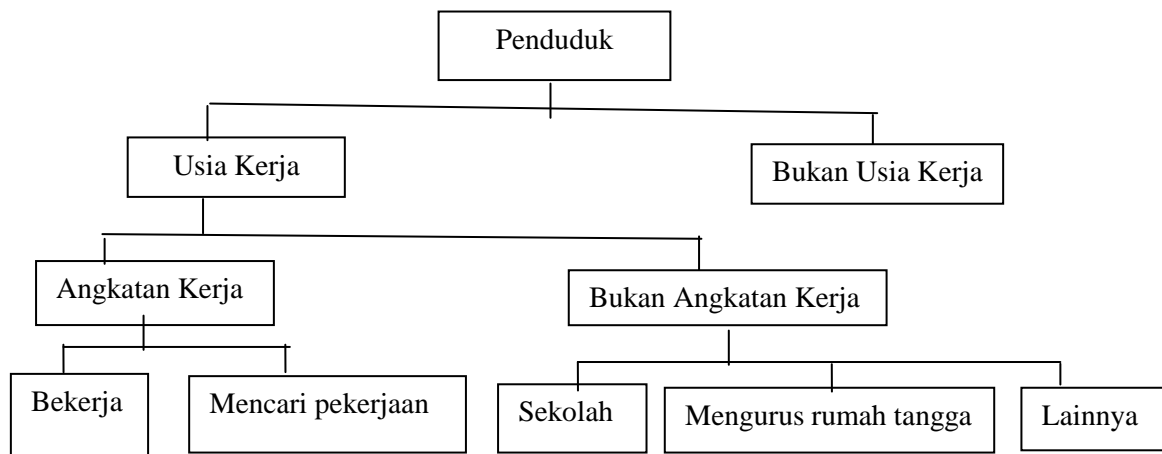 Penduduk
Usia Kerja
Bukan Usia Kerja
Angkatan Kerja
Bukan Angkatan Kerja
Bekerja
Mencari pekerjaan
Sekolah
Mengurus rumah tangga
Lainnya